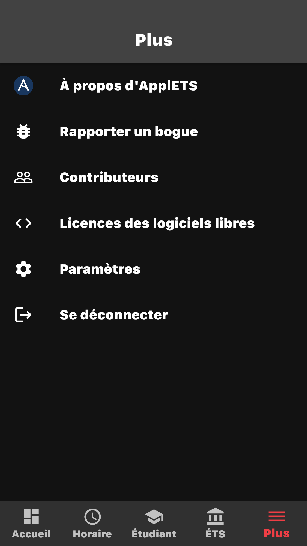 Plus
À propos d'ApplETS
Rapporter un bogue
Contributeurs
Licences des logiciels libres
Paramètres
Se déconnecter
Accueil
Horaire
Étudiant
ÉTS
Plus